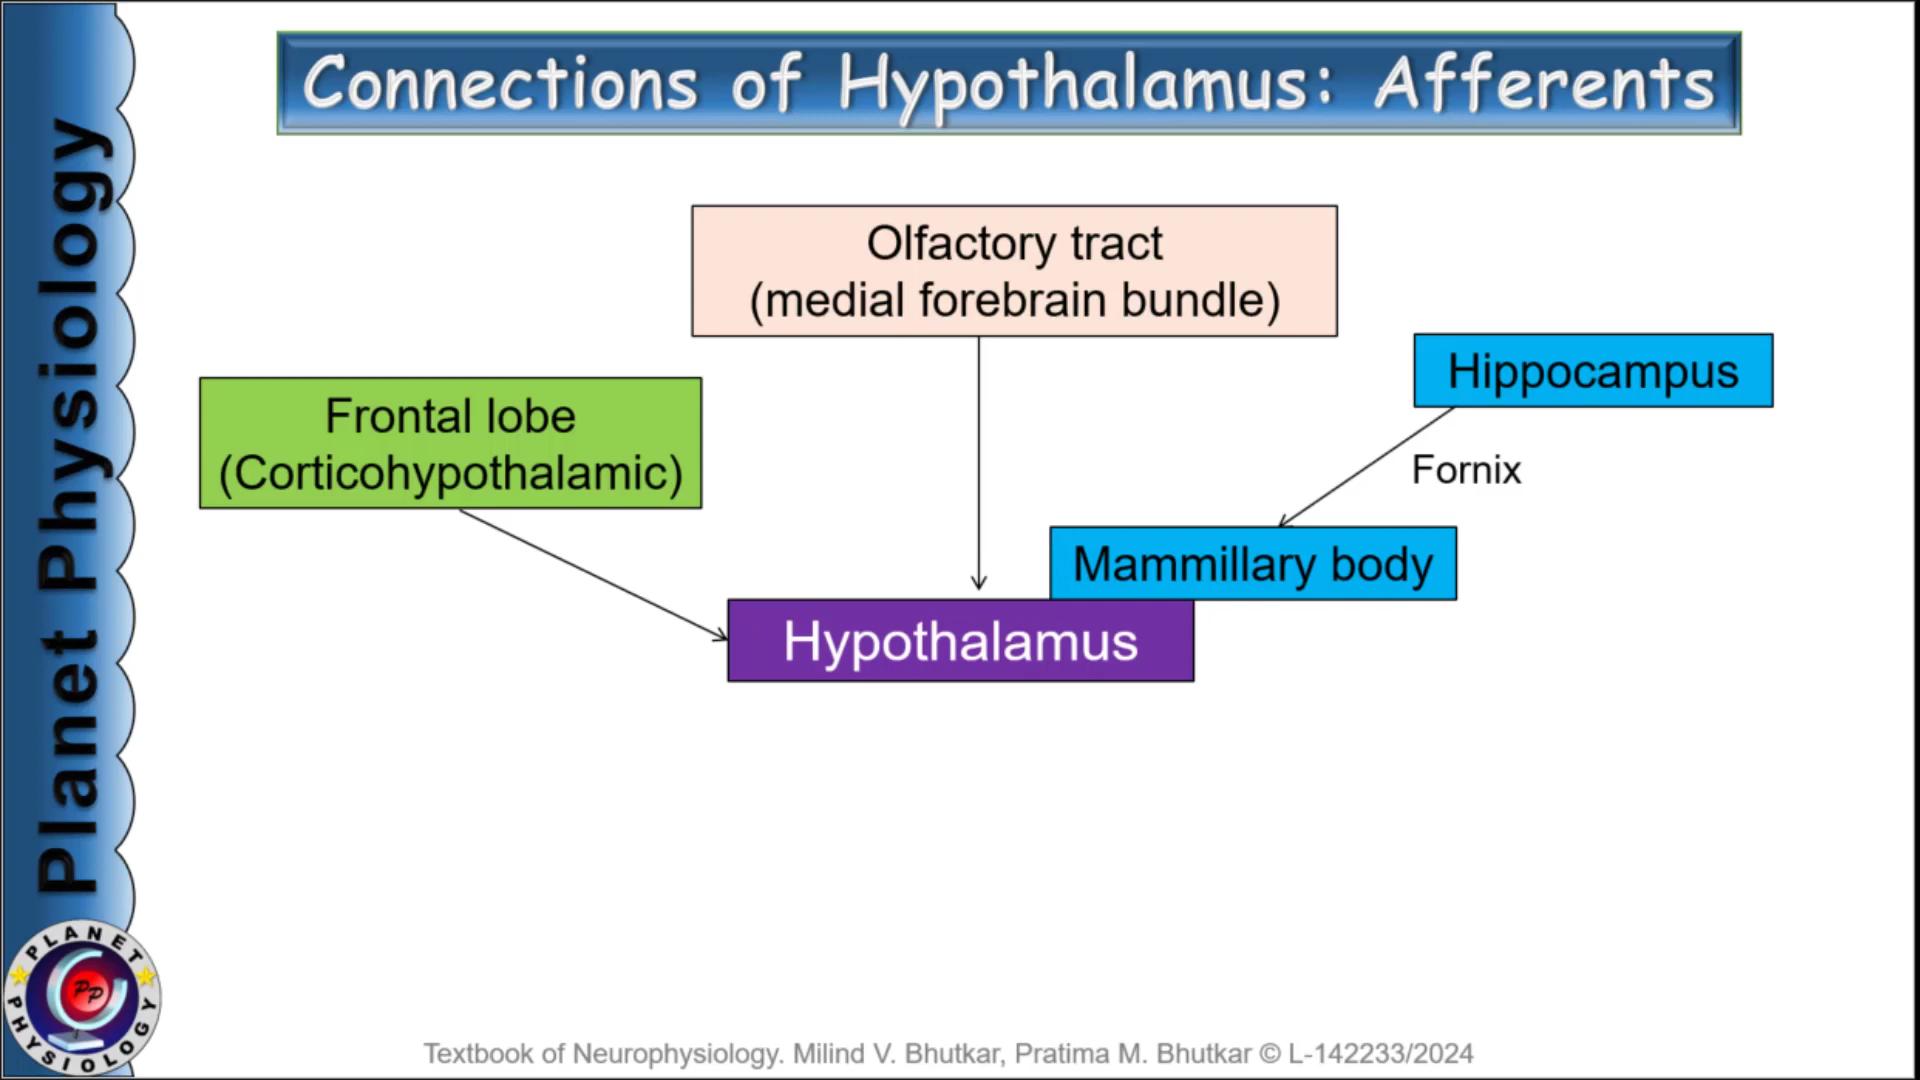 Connections of Hypothalamus: Afferents
Olfactory tract
(medial forebrain bundle)
Hippocampus
Frontal lobe
(Corticohypothalamic)
Fornix
Mammillary body
Hypothalamus
Planet Physiology
PLANET PHYSIOLOGY
PP
Textbook of Neurophysiology. Milind V. Bhutkar, Pratima M. Bhutkar © L-142233/2024